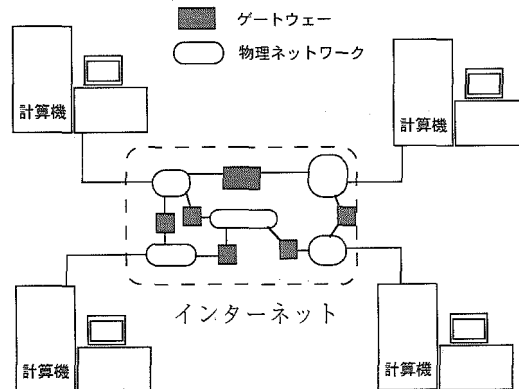 ゲートウェー
物理ネットワーク
計算機
計算機
インターネット
計算機
計算機